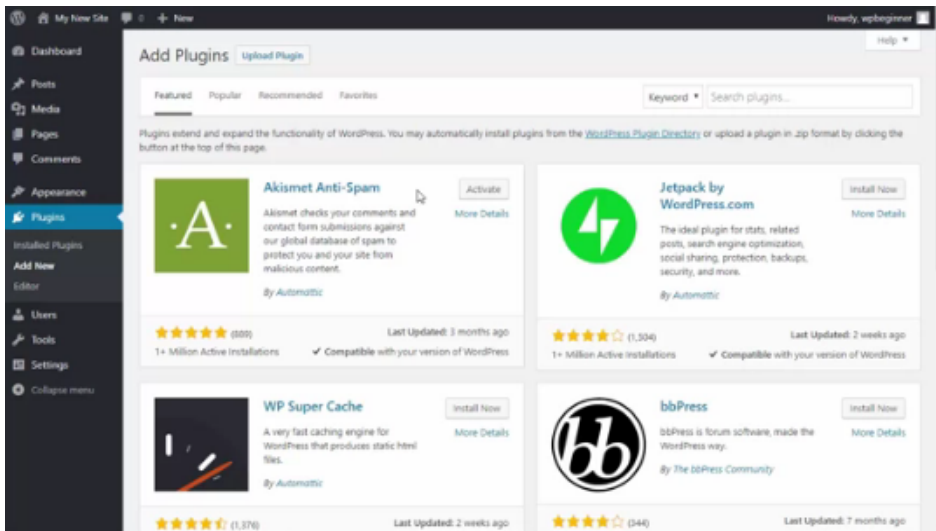 My New Site 0 + New
Howdy, wpbeginner
Help
Dashboard
Posts
Media
Pages
Comments
Appearance
Plugins
Installed Plugins
Add New
Editor
Users
Tools
Settings
Collapse menu
Add Plugins Upload Plugin
Featured Popular Recommended Favorites
Keyword Search plugins...
Plugins extend and expand the functionality of WordPress. You may automatically install plugins from the WordPress Plugin Directory or upload a plugin in .zip format by clicking the
button at the top of this page.
·A·
Akismet Anti-Spam
Activate
More Details
Akismet checks your comments and
contact form submissions against
our global database of spam to
protect you and your site from
malicious content.
By Automattic
Last Updated: 3 months ago
1+ Million Active Installations
✔ Compatible with your version of WordPress
Jetpack by
WordPress.com
Install Now
More Details
The ideal plugin for stats, related
posts, search engine optimization,
social sharing, protection, backups,
security, and more.
By Automattic
(1,304)
Last Updated: 2 weeks ago
1+ Million Active Installations
✔ Compatible with your version of WordPress
WP Super Cache
Install Now
More Details
A very fast caching engine for
WordPress that produces static html
files.
By Automattic
(1,376)
Last Updated: 2 weeks ago
bb
bbPress
Install Now
More Details
bbPress is forum software, made the
WordPress way.
By The bbPress Community
(344)
Last Updated: 7 months ago